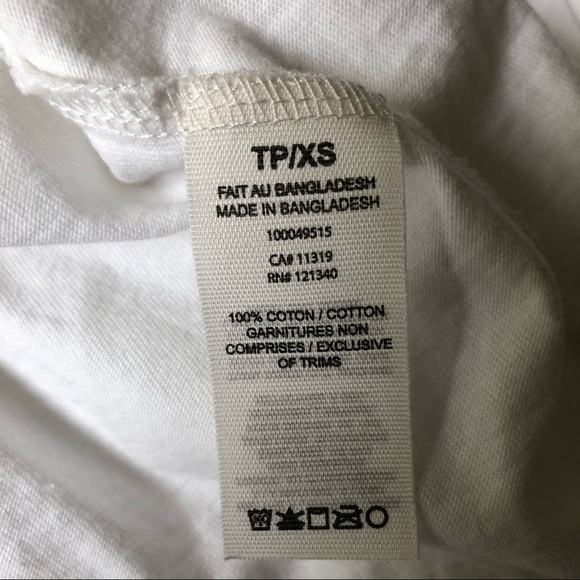 TP/XS
FAIT AU BANGLADESH
MADE IN BANGLADESH
100049515
CA# 11319
RN# 121340
100% COTON / COTTON
GARNITURES NON
COMPRISES / EXCLUSIVE
OF TRIMS